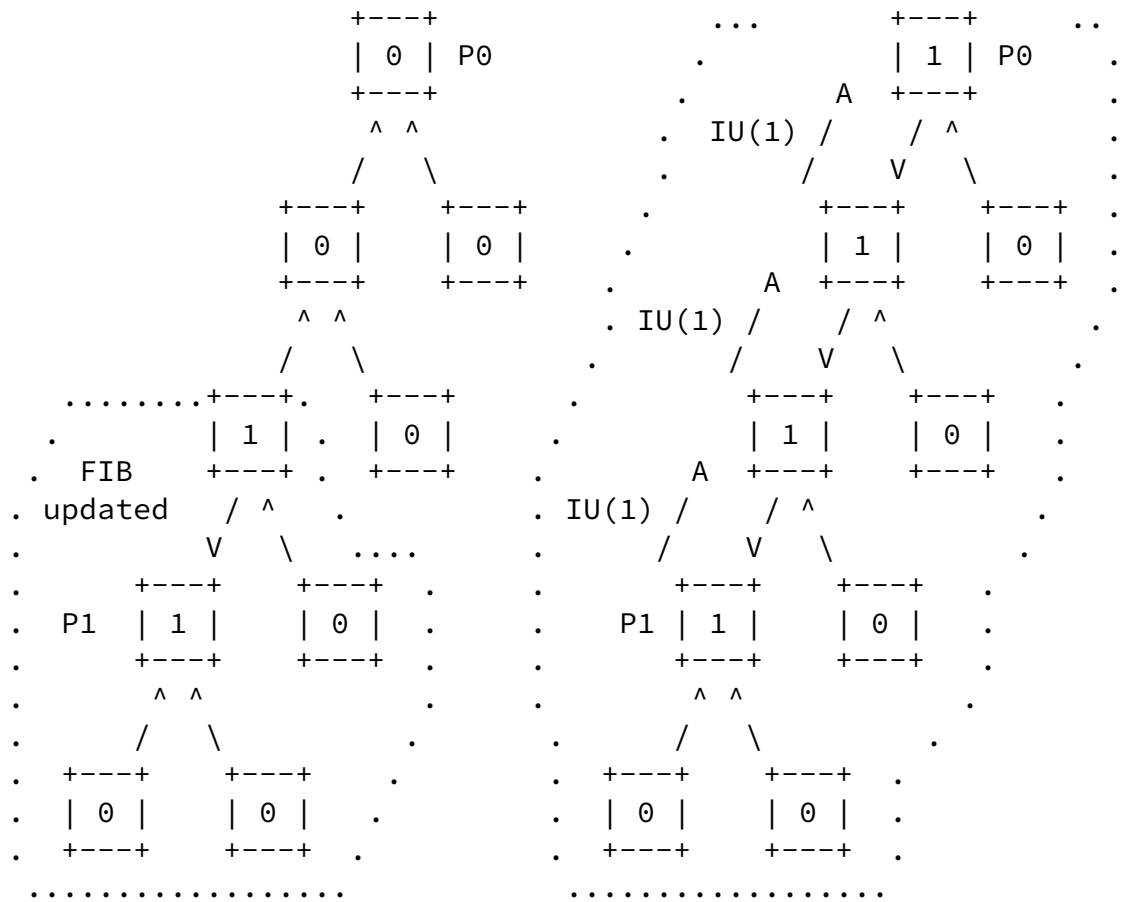 +---+ ... +---+ ..
| 0 | P0 . | 1 | P0 .
+---+ . A +---+ .
^ ^ . IU(1) / / ^ .
/ \ . / V \ .
+---+ +---+ . +---+ +---+ .
| 0 | | 0 | . | 1 | | 0 | .
+---+ +---+ . A +---+ +---+ .
^ ^ . IU(1) / / ^ .
/ \ . / V \ .
........+---+. +---+ . +---+ +---+ .
. | 1 | . | 0 | . | 1 | | 0 | .
. FIB +---+ . +---+ . A +---+ +---+ .
. updated / ^ . . IU(1) / / ^ .
. V \ .... . / V \ .
. +---+ +---+ . . +---+ +---+ .
. P1 | 1 | | 0 | . . P1 | 1 | | 0 | .
. +---+ +---+ . . +---+ +---+ .
. ^ ^ . . ^ ^ .
. / \ . . / \ .
. +---+ +---+ . . +---+ +---+ .
. | 0 | | 0 | . . | 0 | | 0 | .
. +---+ +---+ . . +---+ +---+ .
.................. ..................